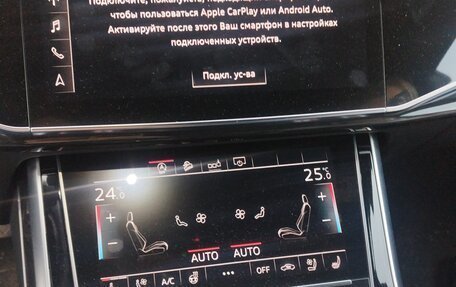 Подключите, пожалуйста,
чтобы пользоваться Apple CarPlay или Android Auto.
Активируйте после этого Ваш смартфон в настройках
подключенных устройств.
Подкл. ус-ва
24.0 °C
25.0 °C
AUTO AUTO
A/C
OFF